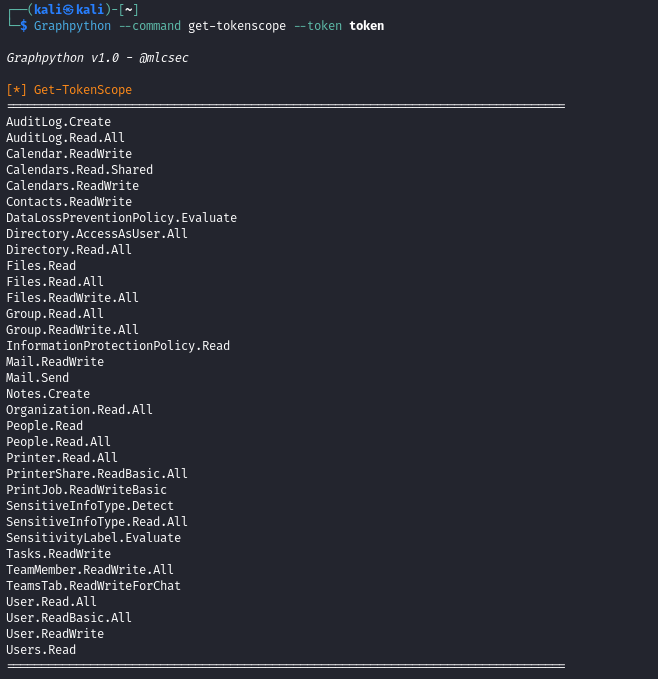 ┌──(kali㉿kali)-[~]
└─$ Graphpython --command get-tokenscope --token token
Graphpython v1.0 - @mlcsec
[*] Get-TokenScope
================================================================================
AuditLog.Create
AuditLog.Read.All
Calendar.ReadWrite
Calendars.Read.Shared
Calendars.ReadWrite
Contacts.ReadWrite
DataLossPreventionPolicy.Evaluate
Directory.AccessAsUser.All
Directory.Read.All
Files.Read
Files.Read.All
Files.ReadWrite.All
Group.Read.All
Group.ReadWrite.All
InformationProtectionPolicy.Read
Mail.ReadWrite
Mail.Send
Notes.Create
Organization.Read.All
People.Read
People.Read.All
Printer.Read.All
PrinterShare.ReadBasic.All
PrintJob.ReadWriteBasic
SensitiveInfoType.Detect
SensitiveInfoType.Read.All
SensitivityLabel.Evaluate
Tasks.ReadWrite
TeamMember.ReadWrite.All
TeamsTab.ReadWriteForChat
User.Read.All
User.ReadBasic.All
User.ReadWrite
Users.Read
================================================================================